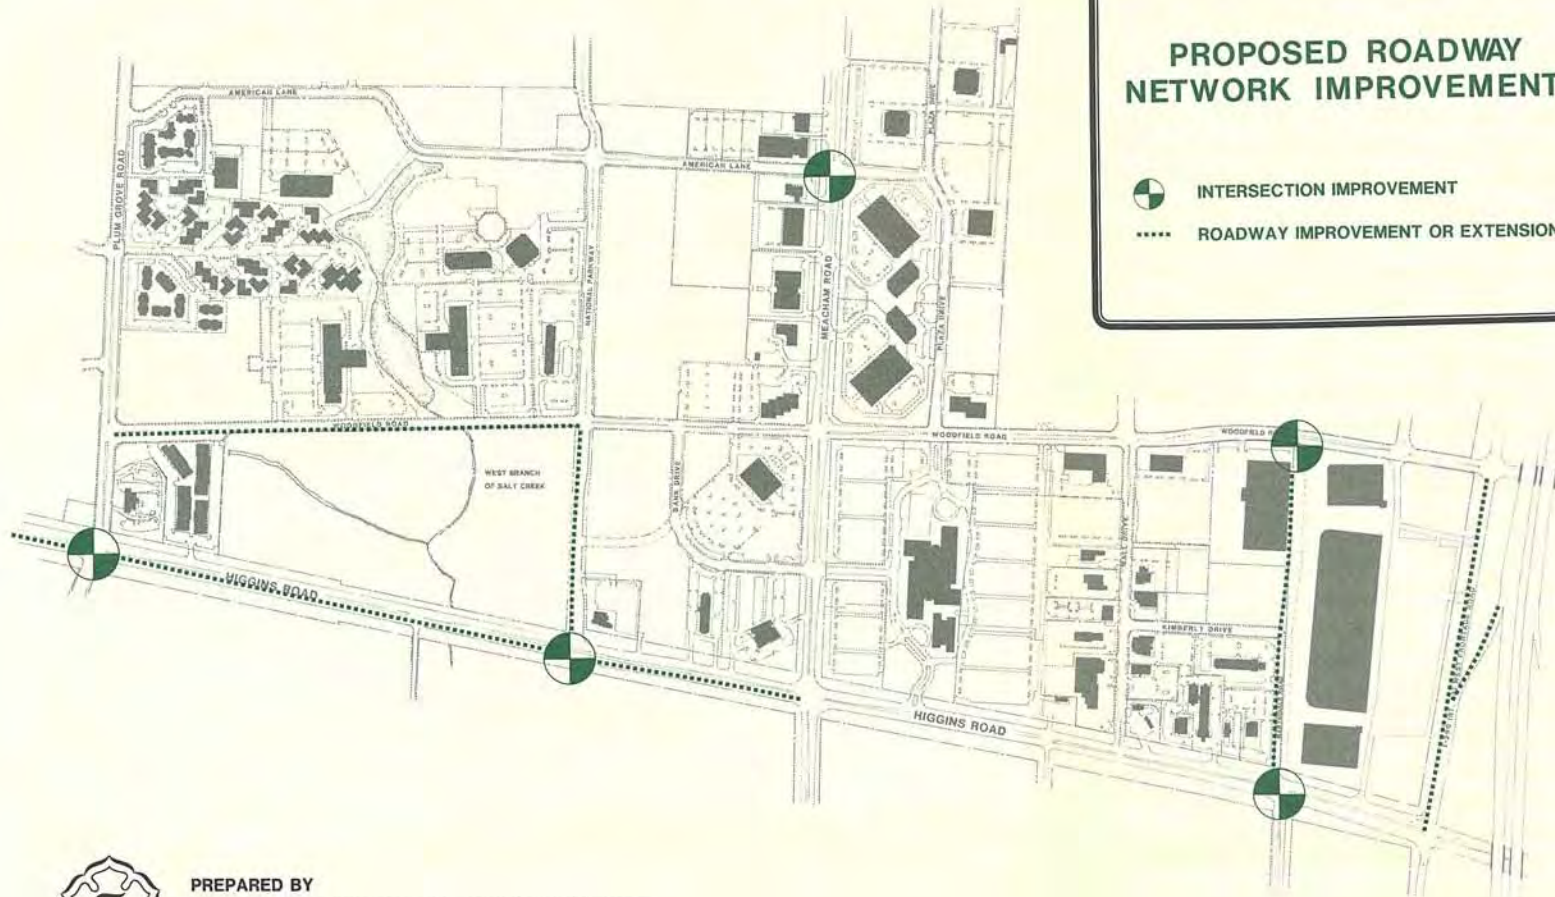 PROPOSED ROADWAY
NETWORK IMPROVEMENT
INTERSECTION IMPROVEMENT
ROADWAY IMPROVEMENT OR EXTENSION
AMERICAN LANE
PLUM GROVE ROAD
AMERICAN LANE
PLAZA DRIVE
NATIONAL PARKWAY
MEACHAM ROAD
PLAZA DRIVE
WOODFIELD ROAD
WOODFIELD ROAD
WOODFIELD
WEST BRANCH
OF SALT CREEK
BANK DRIVE
MALL DRIVE
KIMBERLY DRIVE
HIGGINS ROAD
HIGGINS ROAD
PREPARED BY